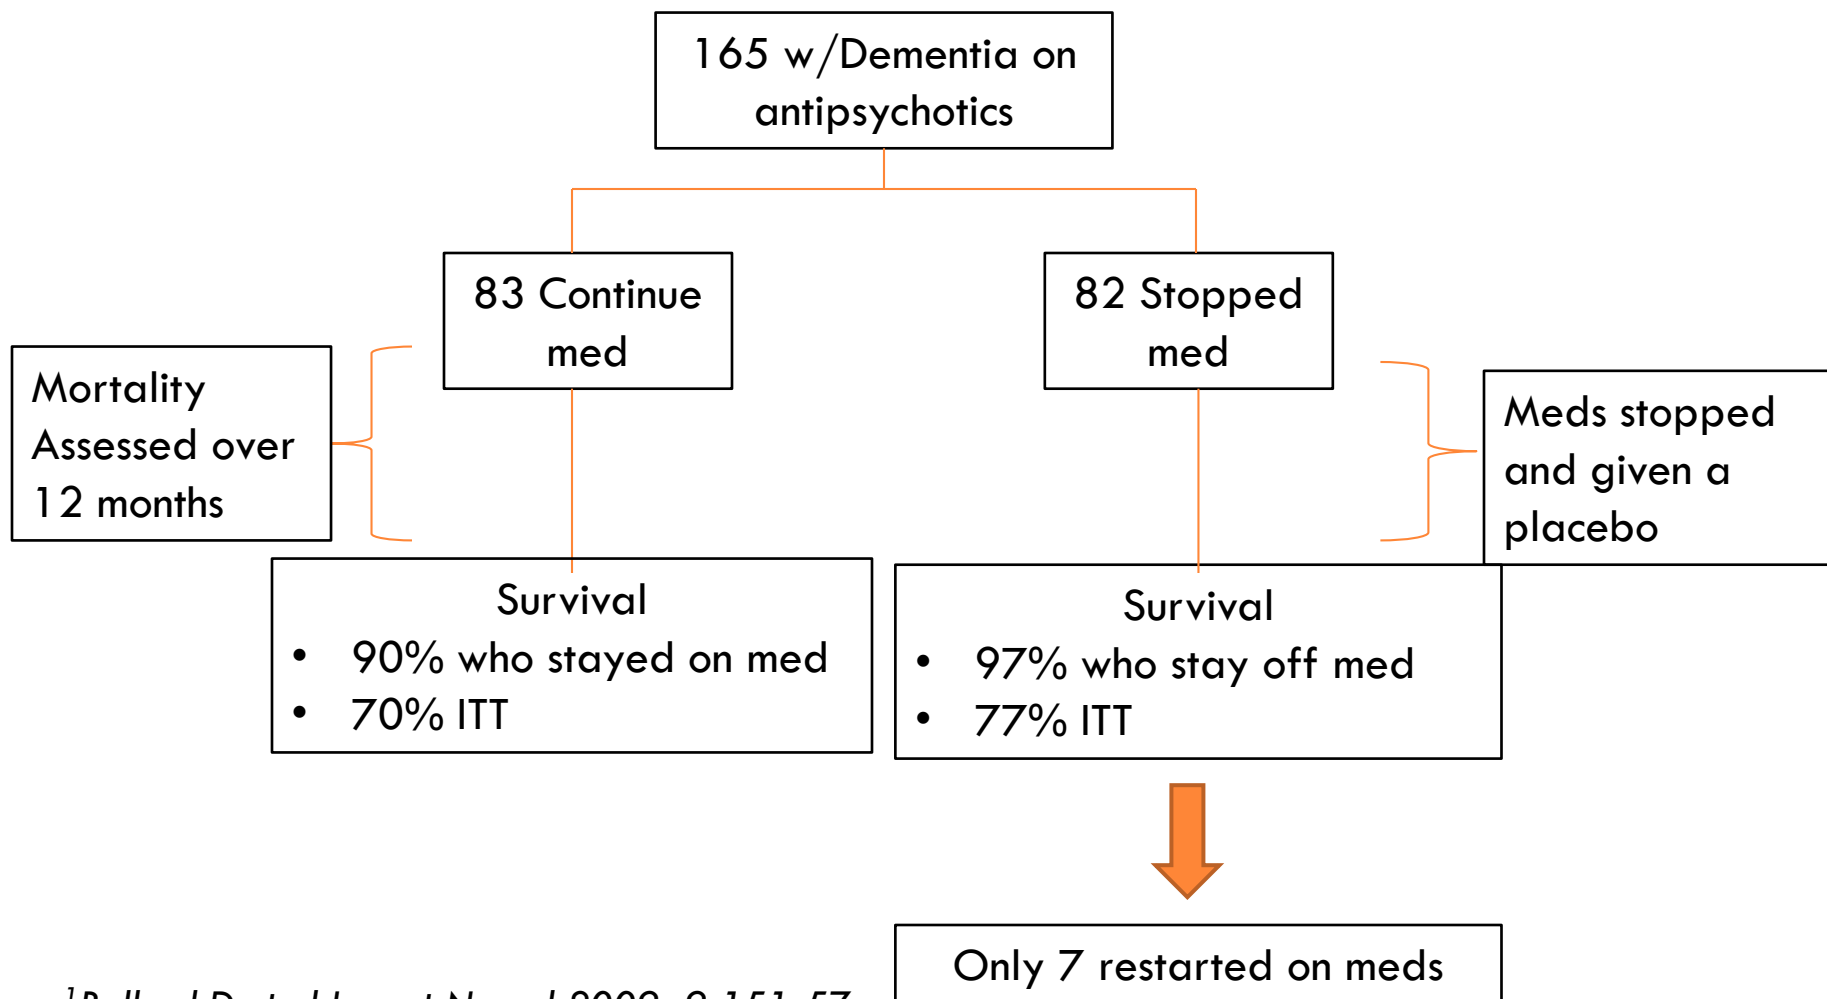 165 w/Dementia on
antipsychotics
83 Continue
med
82 Stopped
med
Mortality
Assessed over
12 months
Meds stopped
and given a
placebo
Survival
• 90% who stayed on med
• 70% ITT
Survival
• 97% who stay off med
• 77% ITT
Only 7 restarted on meds